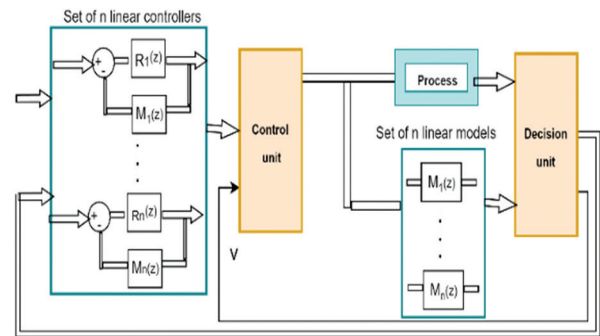 Set of n linear controllers
R1(z)
M1(z)
Rn(z)
Mn(z)
Control
unit
V
Process
Set of n linear models
M1(z)
Mn(z)
Decision
unit